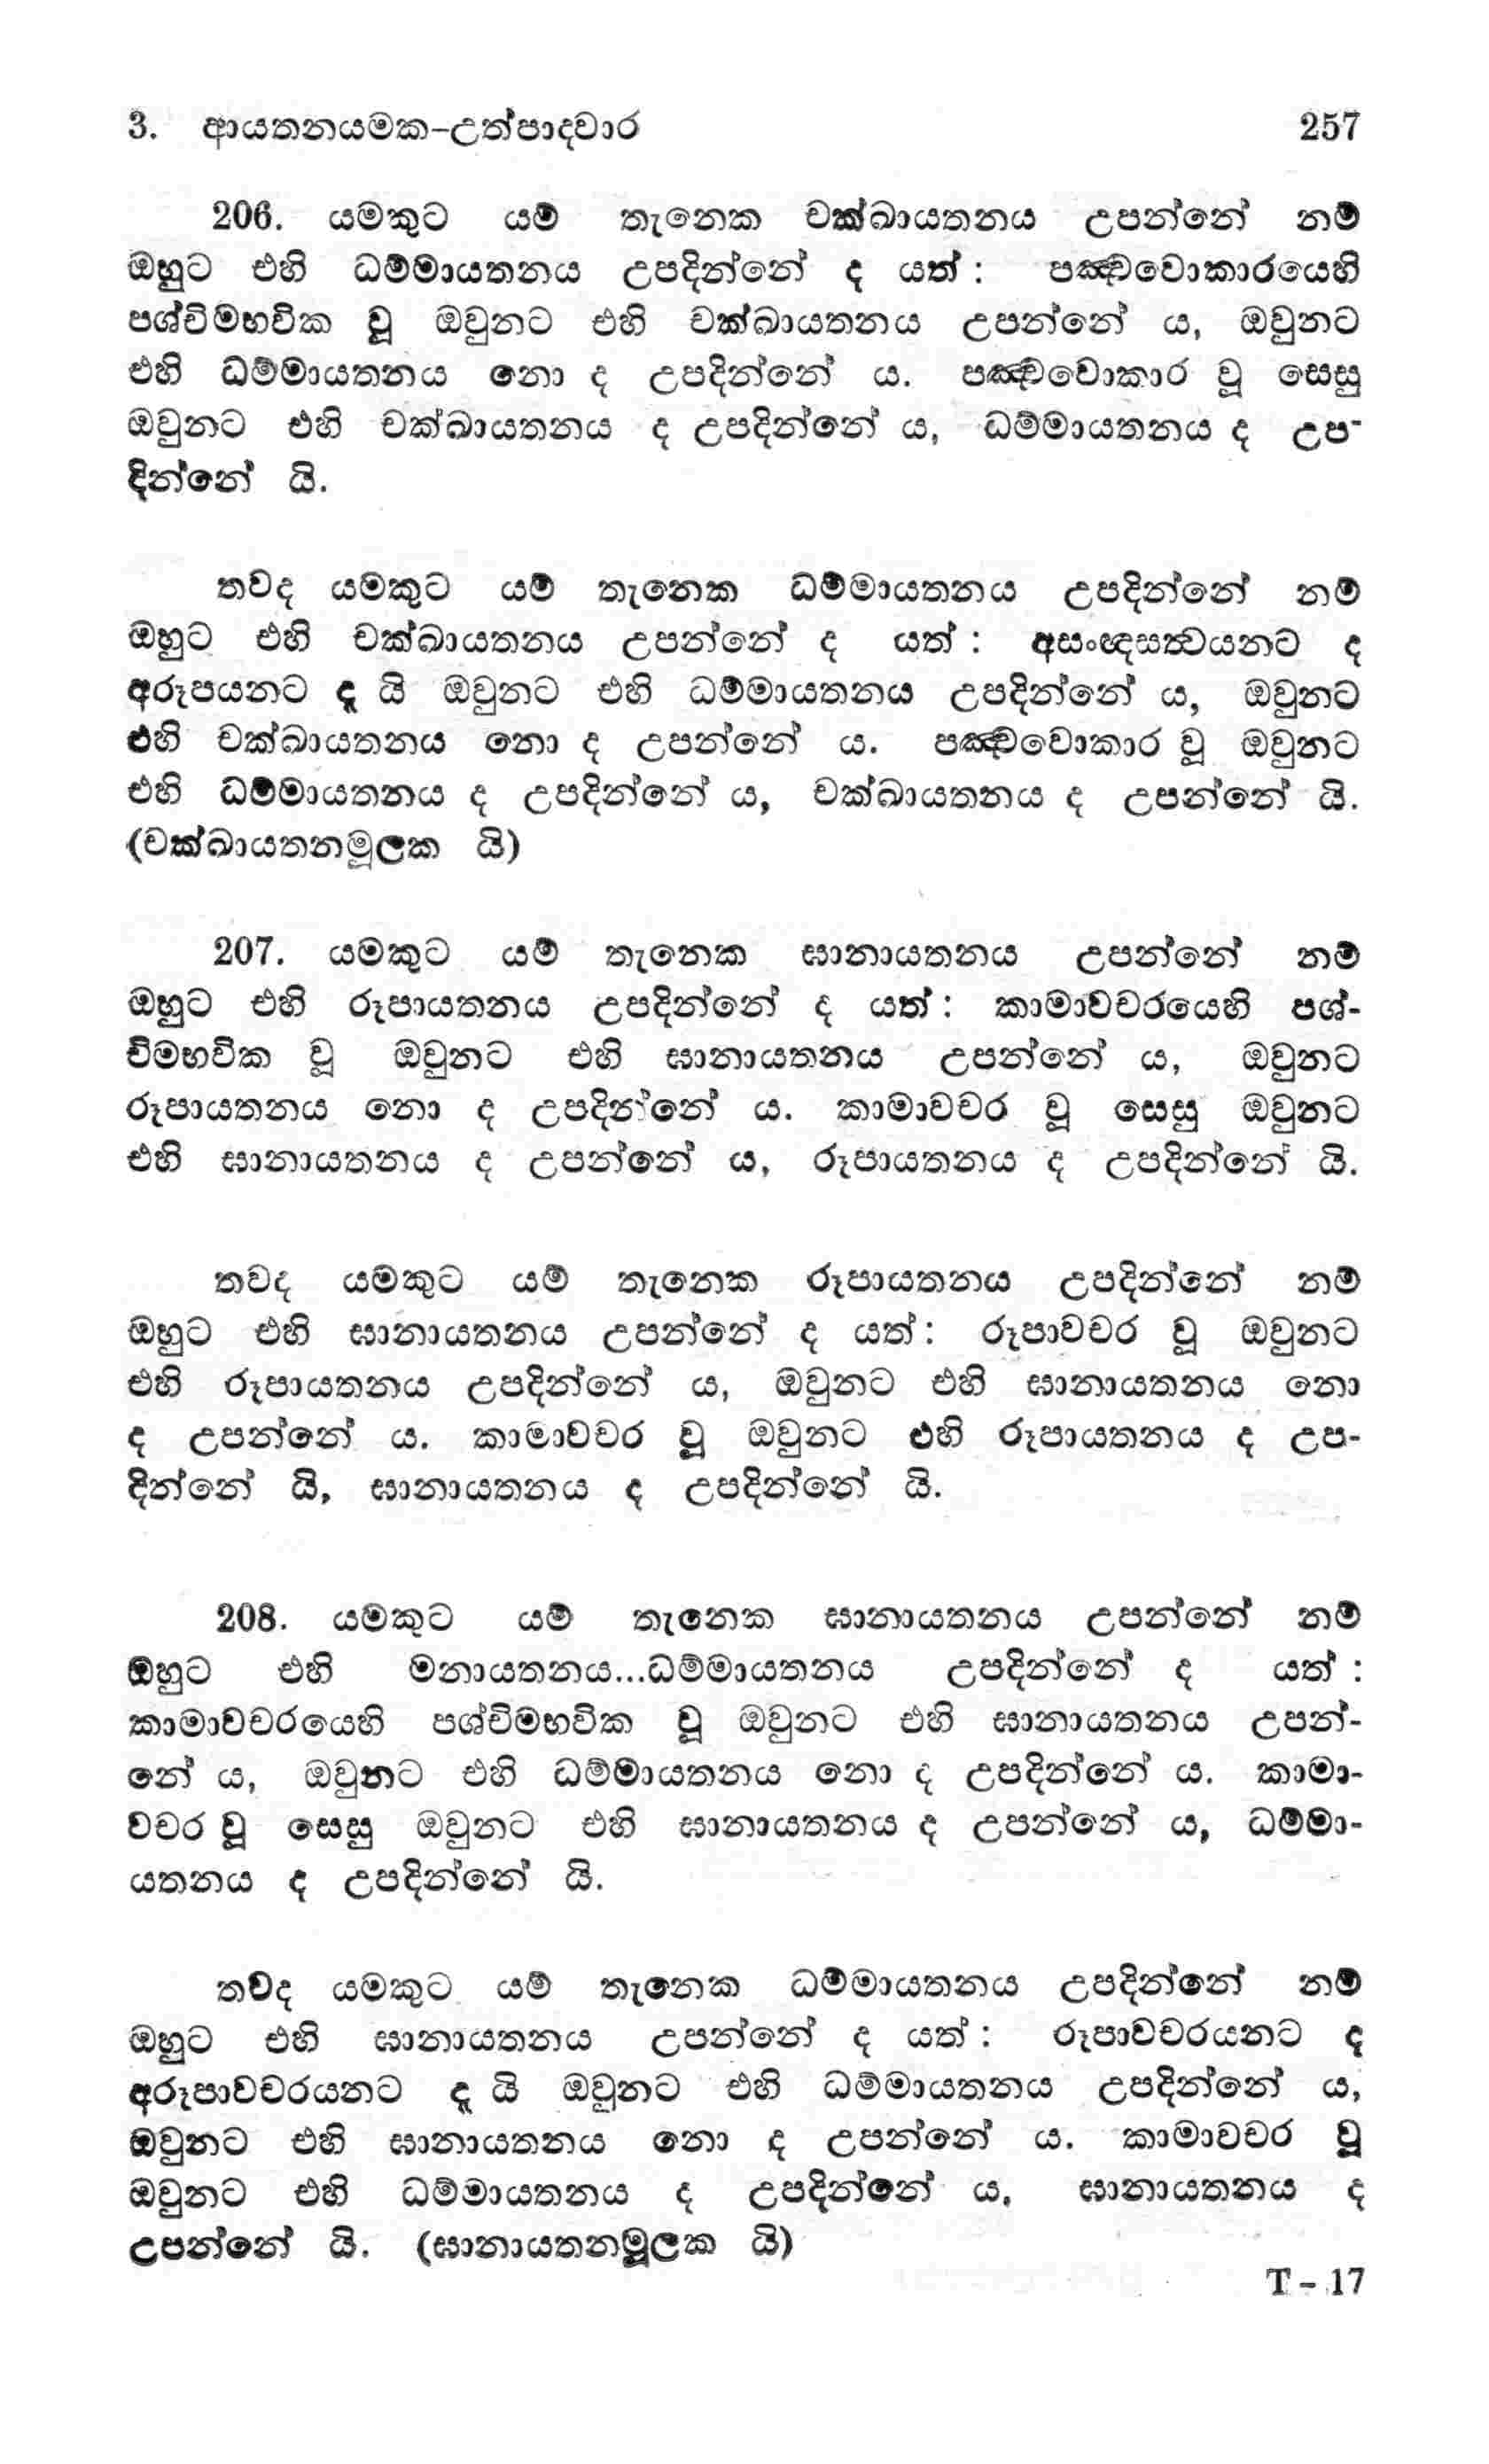 3. ආයතනයමක–උත්පාදවාර 257
206. යමකුට යම් තැනෙක චක්ඛායතනය උපන්නේ නම්
ඔහුට එහි ධම්මායතනය උපදින්නේ ද යත් : පඤ්චවොකාරයෙහි
පශ්චිමභවික වූ ඔවුනට එහි චක්ඛායතනය උපන්නේ ය, ඔවුනට
එහි ධම්මායතනය නො ද උපදින්නේ ය. පඤ්චවොකාර වූ සෙසු
ඔවුනට එහි චක්ඛායතනය ද උපදින්නේ ය, ධම්මායතනය ද උප-
දින්නේ යි.
තවද යමකුට යම් තැනෙක ධම්මායතනය උපදින්නේ නම්
ඔහුට එහි චක්ඛායතනය උපන්නේ ද යත් : අසංඥසත්‍වයනට ද
අරූපයනට ද යි ඔවුනට එහි ධම්මායතනය උපදින්නේ ය, ඔවුනට
එහි චක්ඛායතනය නො ද උපන්නේ ය. පඤ්චවොකාර වූ ඔවුනට
එහි ධම්මායතනය ද උපදින්නේ ය, චක්ඛායතනය ද උපන්නේ යි.
(චක්ඛායතනමූලක යි)
207. යමකුට යම් තැනෙක ඝානායතනය උපන්නේ නම්
ඔහුට එහි රූපායතනය උපදින්නේ ද යත් : කාමාවචරයෙහි පශ්-
චිමභවික වූ ඔවුනට එහි ඝානායතනය උපන්නේ ය, ඔවුනට
රූපායතනය නො ද උපදින්නේ ය. කාමාවචර වූ සෙසු ඔවුනට
එහි ඝානායතනය ද උපන්නේ ය, රූපායතනය ද උපදින්නේ යි.
තවද යමකුට යම් තැනෙක රූපායතනය උපදින්නේ නම්
ඔහුට එහි ඝානායතනය උපන්නේ ද යත් : රූපාවචර වූ ඔවුනට
එහි රූපායතනය උපදින්නේ ය, ඔවුනට එහි ඝානායතනය නො
ද උපන්නේ ය. කාමාවචර වූ ඔවුනට එහි රූපායතනය ද උප-
දින්නේ යි, ඝානායතනය ද උපදින්නේ යි.
208. යමකුට යම් තැනෙක ඝානායතනය උපන්නේ නම්
ඔහුට එහි මනායතනය...ධම්මායතනය උපදින්නේ ද යත් :
කාමාවචරයෙහි පශ්චිමභවික වූ ඔවුනට එහි ඝානායතනය උපන්-
නේ ය, ඔවුනට එහි ධම්මායතනය නො ද උපදින්නේ ය. කාමා-
වචර වූ සෙසු ඔවුනට එහි ඝානායතනය ද උපන්නේ ය, ධම්මා-
යතනය ද උපදින්නේ යි.
තවද යමකුට යම් තැනෙක ධම්මායතනය උපදින්නේ නම්
ඔහුට එහි ඝානායතනය උපන්නේ ද යත් : රූපාවචරයනට ද
අරූපාවචරයනට ද යි ඔවුනට එහි ධම්මායතනය උපදින්නේ ය,
ඔවුනට එහි ඝානායතනය නො ද උපන්නේ ය. කාමාවචර වූ
ඔවුනට එහි ධම්මායතනය ද උපදින්නේ ය, ඝානායතනය ද
උපන්නේ යි. (ඝානායතනමූලක යි)
T – 17